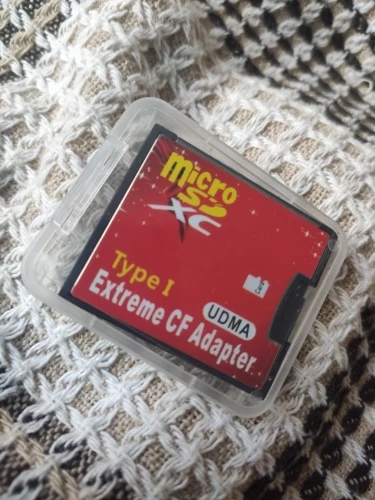 micro
SD
XC
Type I
UDMA
Extreme CF Adapter